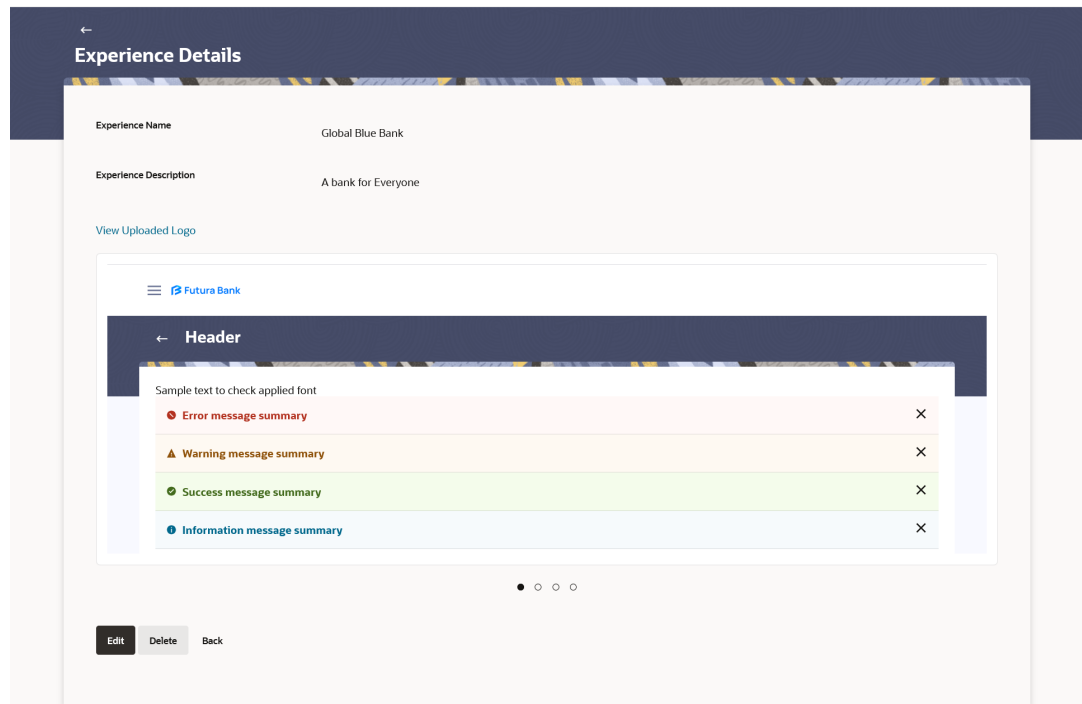 Experience Details
Experience Name
Global Blue Bank
Experience Description
A bank for Everyone
View Uploaded Logo
Futura Bank
Header
Sample text to check applied font
Error message summary
Warning message summary
Success message summary
Information message summary
Edit Delete Back